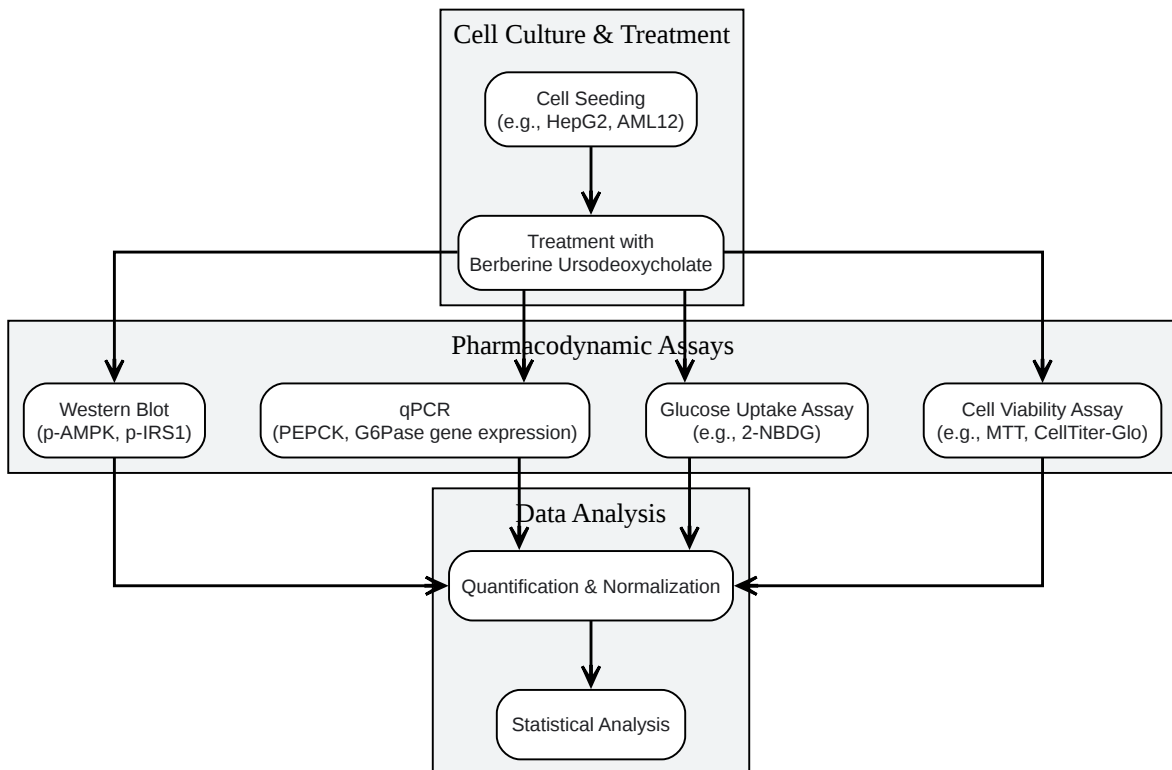 Cell Culture & Treatment
Cell Seeding
(e.g., HepG2, AML12)
Treatment with
Berberine Ursodeoxycholate
Pharmacodynamic Assays
Western Blot
(p-AMPK, p-IRS1)
qPCR
(PEPCK, G6Pase gene expression)
Glucose Uptake Assay
(e.g., 2-NBDG)
Cell Viability Assay
(e.g., MTT, CellTiter-Glo)
Data Analysis
Quantification & Normalization
Statistical Analysis